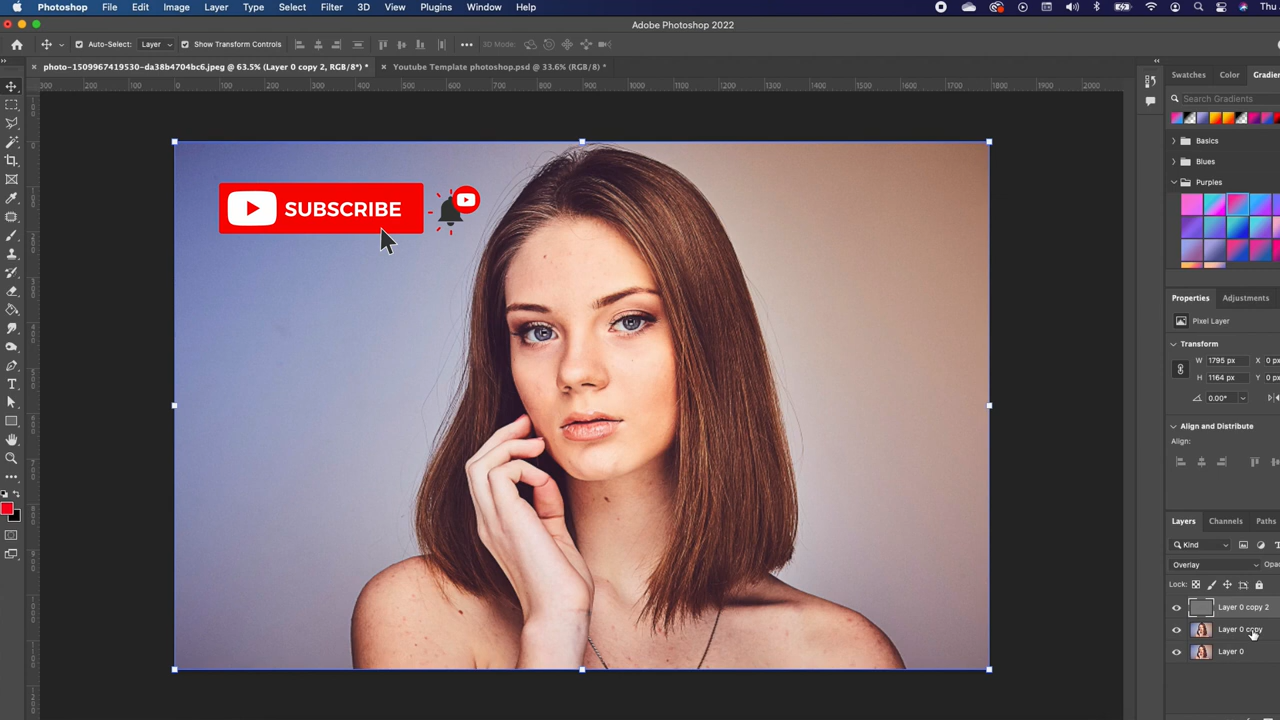 Photoshop File Edit Image Layer Type Select Filter 3D View Plugins Window Help Thu
Adobe Photoshop 2022
Auto-Select: Layer Show Transform Controls 3D Mode:
photo-1509967419530-da38b4704bc6.jpeg @ 63.5% (Layer 0 copy 2, RGB/8*) * Youtube Template photoshop.psd @ 33.6% (RGB/8) *
300 200 100 0 100 200 300 400 500 600 700 800 900 1000 1100 1200 1300 1400 1500 1600 1700 1800 1900 2000
Swatches Color Gradien
Search Gradients
Basics
Blues
Purples
SUBSCRIBE
Properties Adjustments
Pixel Layer
Transform
W 1795 px X 0 px
H 1164 px Y 0 px
0.00°
Align and Distribute
Align:
Layers Channels Paths
Kind
Overlay Opac
Lock:
Layer 0 copy 2
Layer 0 copy
Layer 0